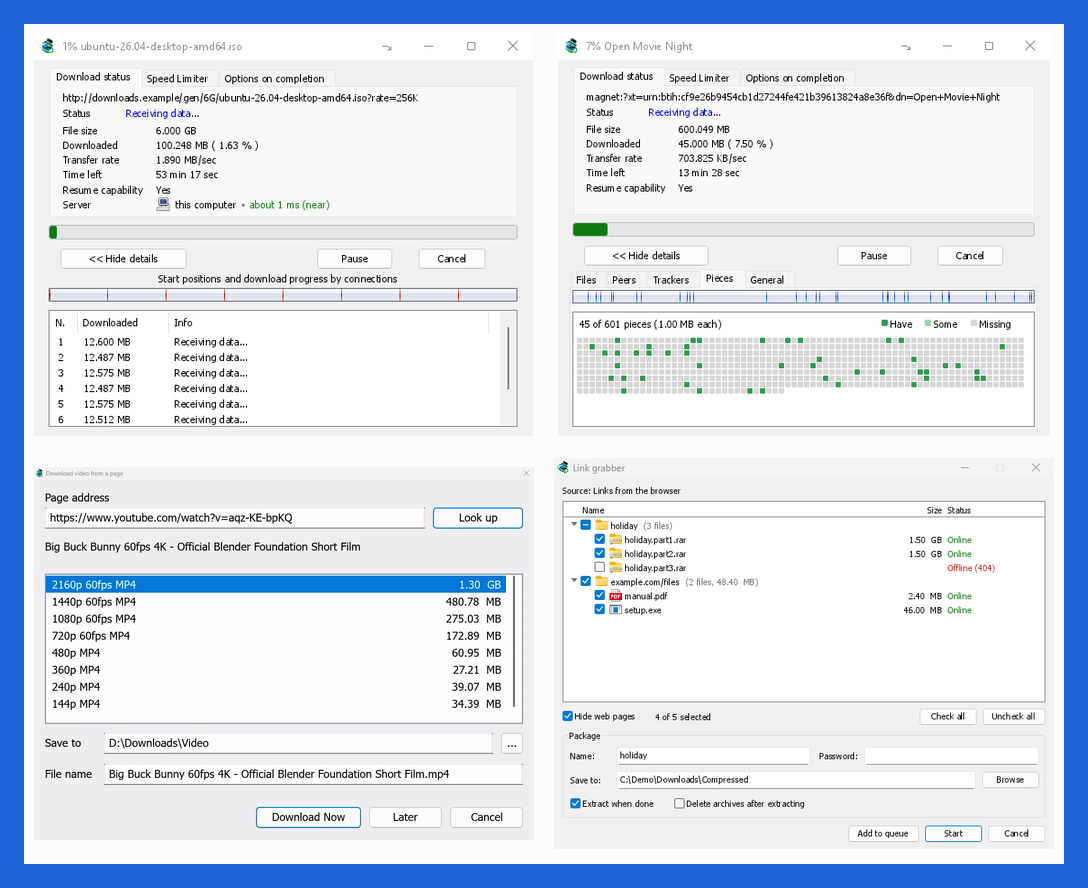 1% ubuntu-26.04-desktop-amd64.iso
Download status Speed Limiter Options on completion
http://downloads.example/gen/6G/ubuntu-26.04-desktop-amd64.iso?rate=256K
Status Receiving data...
File size 6.000 GB
Downloaded 100.248 MB ( 1.63 % )
Transfer rate 1.890 MB/sec
Time left 53 min 17 sec
Resume capability Yes
Server this computer • about 1 ms (near)
<< Hide details Pause Cancel
Start positions and download progress by connections
N. Downloaded Info
1 12.600 MB Receiving data...
2 12.487 MB Receiving data...
3 12.575 MB Receiving data...
4 12.487 MB Receiving data...
5 12.575 MB Receiving data...
6 12.512 MB Receiving data...
7% Open Movie Night
Download status Speed Limiter Options on completion
magnet:?xt=urn:btih:cf9e26b9454cb1d27244fe421b39613824a8e36f&dn=Open+Movie+Night
Status Receiving data...
File size 600.049 MB
Downloaded 45.000 MB ( 7.50 % )
Transfer rate 703.825 KB/sec
Time left 13 min 28 sec
Resume capability Yes
<< Hide details Pause Cancel
Files Peers Trackers Pieces General
45 of 601 pieces (1.00 MB each) Have Some Missing
Download video from a page
Page address
https://www.youtube.com/watch?v=aqz-KE-bpKQ Look up
Big Buck Bunny 60fps 4K - Official Blender Foundation Short Film
2160p 60fps MP4 1.30 GB
1440p 60fps MP4 480.78 MB
1080p 60fps MP4 275.03 MB
720p 60fps MP4 172.89 MB
480p MP4 60.95 MB
360p MP4 27.21 MB
240p MP4 39.07 MB
144p MP4 34.39 MB
Save to D:\Downloads\Video ...
File name Big Buck Bunny 60fps 4K - Official Blender Foundation Short Film.mp4
Download Now Later Cancel
Link grabber
Source: Links from the browser
Name Size Status
holiday (3 files)
holiday.part1.rar 1.50 GB Online
holiday.part2.rar 1.50 GB Online
holiday.part3.rar Offline (404)
example.com/files (2 files, 48.40 MB)
PDF manual.pdf 2.40 MB Online
setup.exe 46.00 MB Online
Hide web pages 4 of 5 selected Check all Uncheck all
Package
Name: holiday Password:
Save to: C:\Demo\Downloads\Compressed Browse
Extract when done Delete archives after extracting
Add to queue Start Cancel